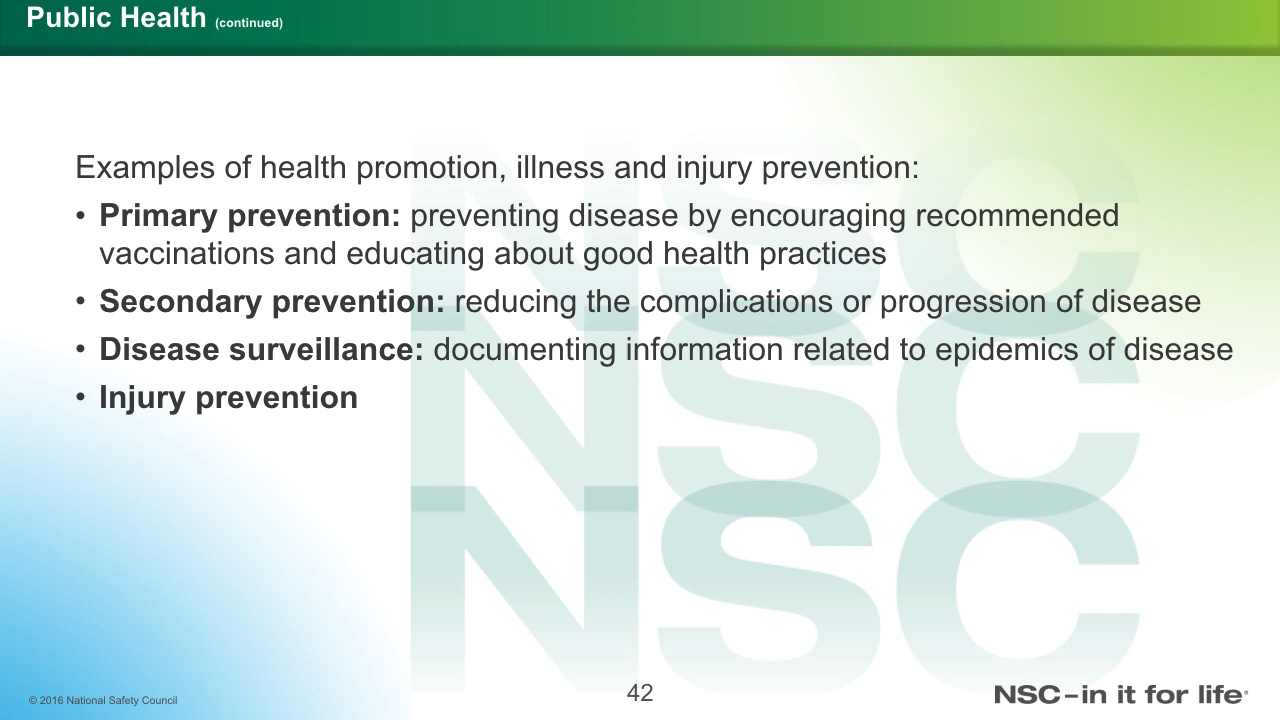 Public Health (continued)
Examples of health promotion, illness and injury prevention:
• Primary prevention: preventing disease by encouraging recommended
vaccinations and educating about good health practices
• Secondary prevention: reducing the complications or progression of disease
• Disease surveillance: documenting information related to epidemics of disease
• Injury prevention
NSC
NSC
NSC
© 2016 National Safety Council
42
NSC–in it for life®